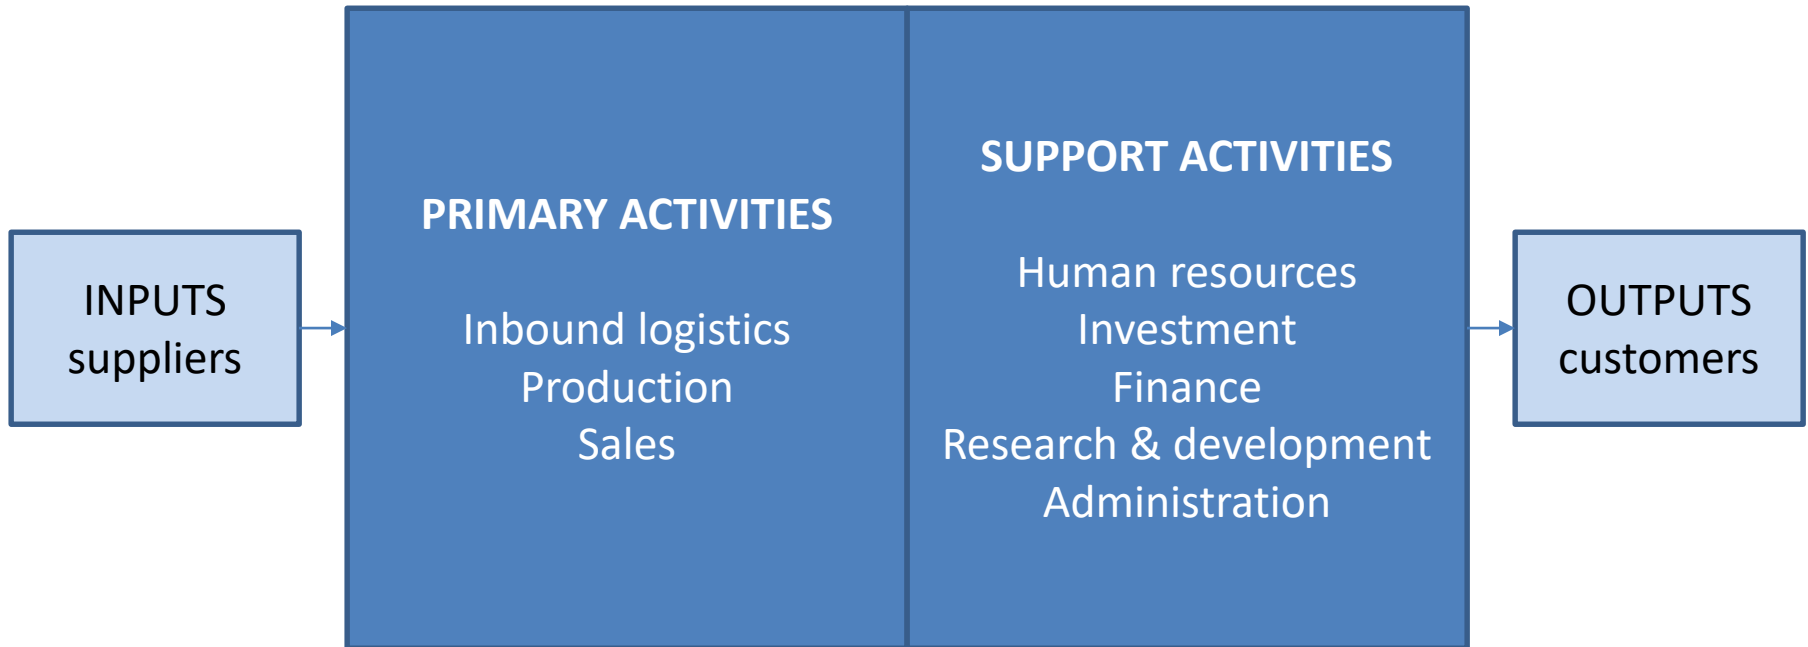 INPUTS
suppliers
PRIMARY ACTIVITIES
Inbound logistics
Production
Sales
SUPPORT ACTIVITIES
Human resources
Investment
Finance
Research & development
Administration
OUTPUTS
customers